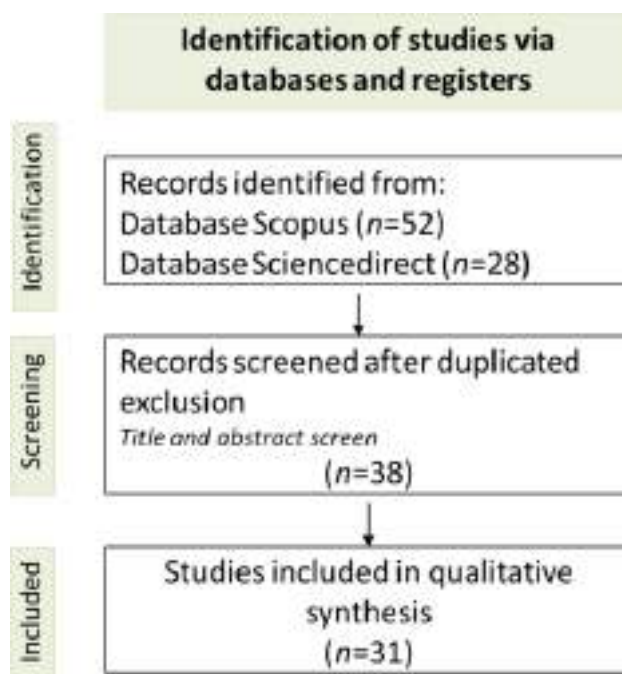 Identification of studies via
databases and registers
Identification
Records identified from:
Database Scopus (n=52)
Database Sciencedirect (n=28)
Screening
Records screened after duplicated
exclusion
Title and abstract screen
(n=38)
Included
Studies included in qualitative
synthesis
(n=31)